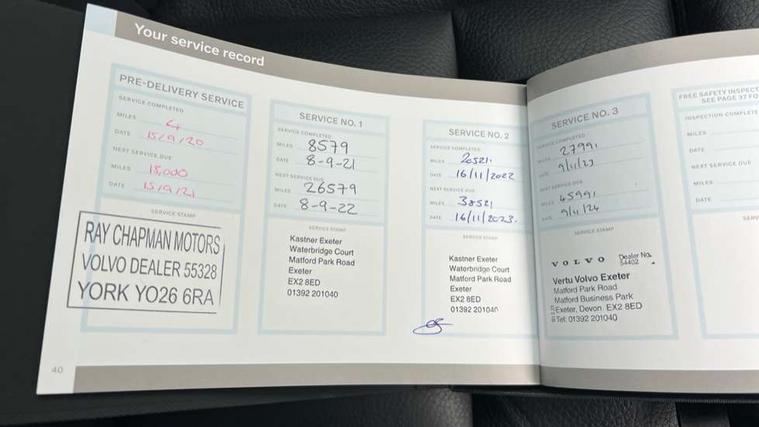 Your service record
PRE-DELIVERY SERVICE
SERVICE COMPLETED
MILES 4
DATE 15/9/20
NEXT SERVICE DUE
MILES 18,000
DATE 15/9/21
SERVICE STAMP
RAY CHAPMAN MOTORS
VOLVO DEALER 55328
YORK YO26 6RA
40
SERVICE NO. 1
SERVICE COMPLETED
MILES 8579
DATE 8-9-21
NEXT SERVICE DUE
MILES 26579
DATE 8-9-22
SERVICE STAMP
Kastner Exeter
Waterbridge Court
Matford Park Road
Exeter
EX2 8ED
01392 201040
SERVICE NO. 2
SERVICE COMPLETED
MILES 20521
DATE 16/11/2022
NEXT SERVICE DUE
MILES 38521
DATE 16/11/2023
SERVICE STAMP
Kastner Exeter
Waterbridge Court
Matford Park Road
Exeter
EX2 8ED
01392 201040
SERVICE NO. 3
SERVICE COMPLETED
MILES 27991
DATE 9/11/23
NEXT SERVICE DUE
MILES 45991
DATE 9/11/24
SERVICE STAMP
VOLVO Dealer No.
54402
Vertu Volvo Exeter
Matford Park Road
Matford Business Park
Exeter, Devon EX2 8ED
Tel: 01392 201040
FREE SAFETY INSPECT
SEE PAGE 37 FO
INSPECTION COMPLETE
MILES
DATE
NEXT SERVICE DUE
MILES
DATE
SERV